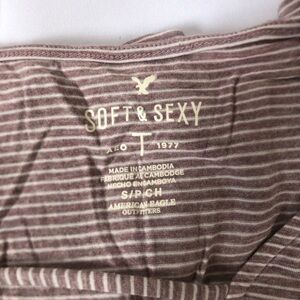 SOFT & SEXY
AEO T 1977
MADE IN CAMBODIA
FABRIQUÉ AU CAMBODGE
HECHO EN CAMBOYA
S/P/CH
AMERICAN EAGLE
OUTFITTERS